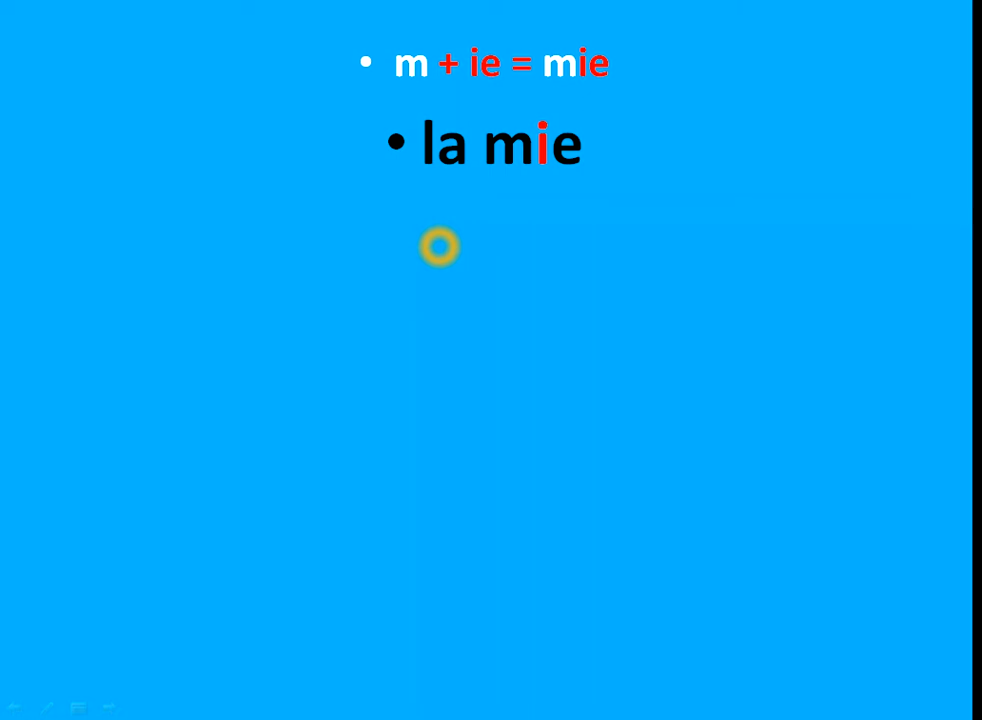 • m + ie = mie
• la mie